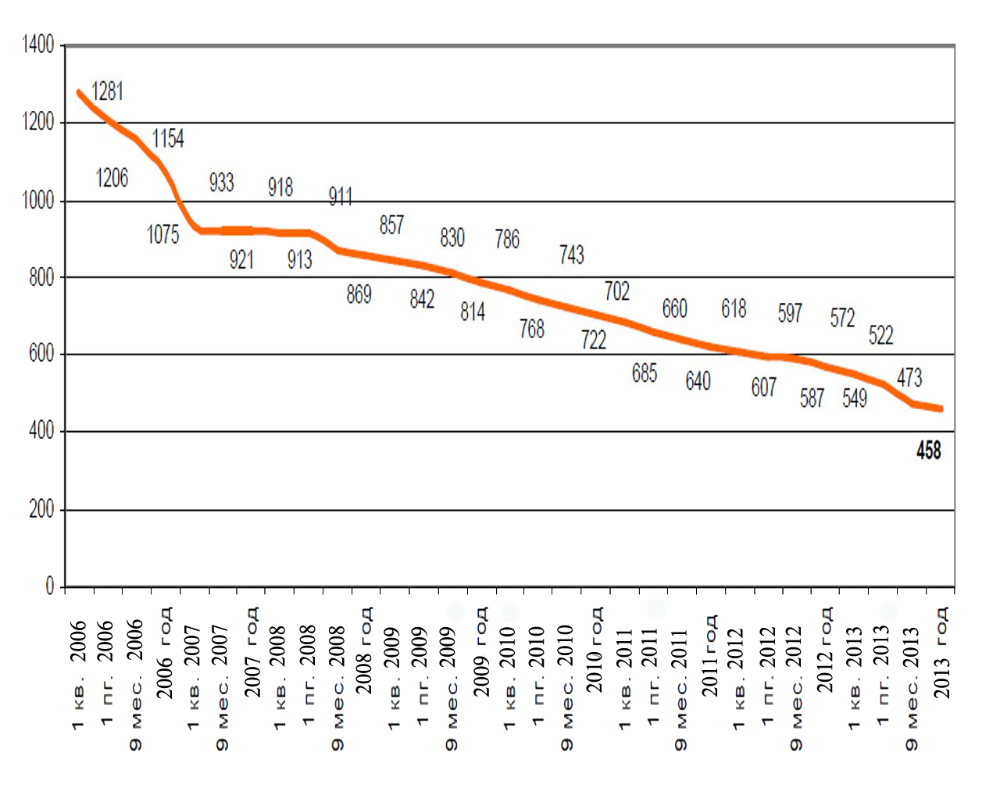 1400
1200
1000
800
600
400
200
0
1281
1206
1154
1075
933
921
918
913
911
869
857
842
830
814
786
768
743
722
702
685
660
640
618
607
597
587
572
549
522
473
458
1 кв. 2006
1 пг. 2006
9 мес. 2006
2006 год
1 кв. 2007
9 мес. 2007
2007 год
1 кв. 2008
1 пг. 2008
9 мес. 2008
2008 год
1 кв. 2009
1 пг. 2009
9 мес. 2009
2009 год
1 кв. 2010
1 пг. 2010
9 мес. 2010
2010 год
1 кв. 2011
1 пг. 2011
9 мес. 2011
2011 год
1 кв. 2012
1 пг. 2012
9 мес. 2012
2012 год
1 кв. 2013
1 пг. 2013
9 мес. 2013
2013 год